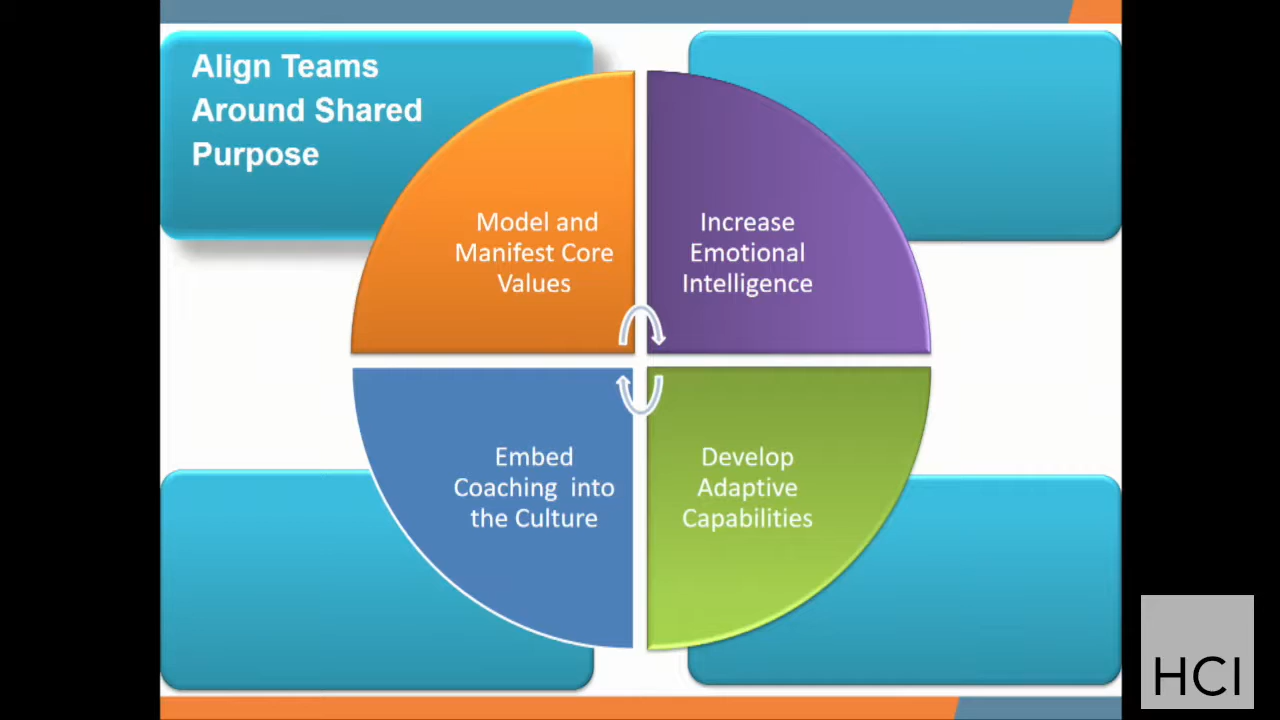 Align Teams
Around Shared
Purpose
Model and
Manifest Core
Values
Increase
Emotional
Intelligence
Embed
Coaching into
the Culture
Develop
Adaptive
Capabilities
HCI